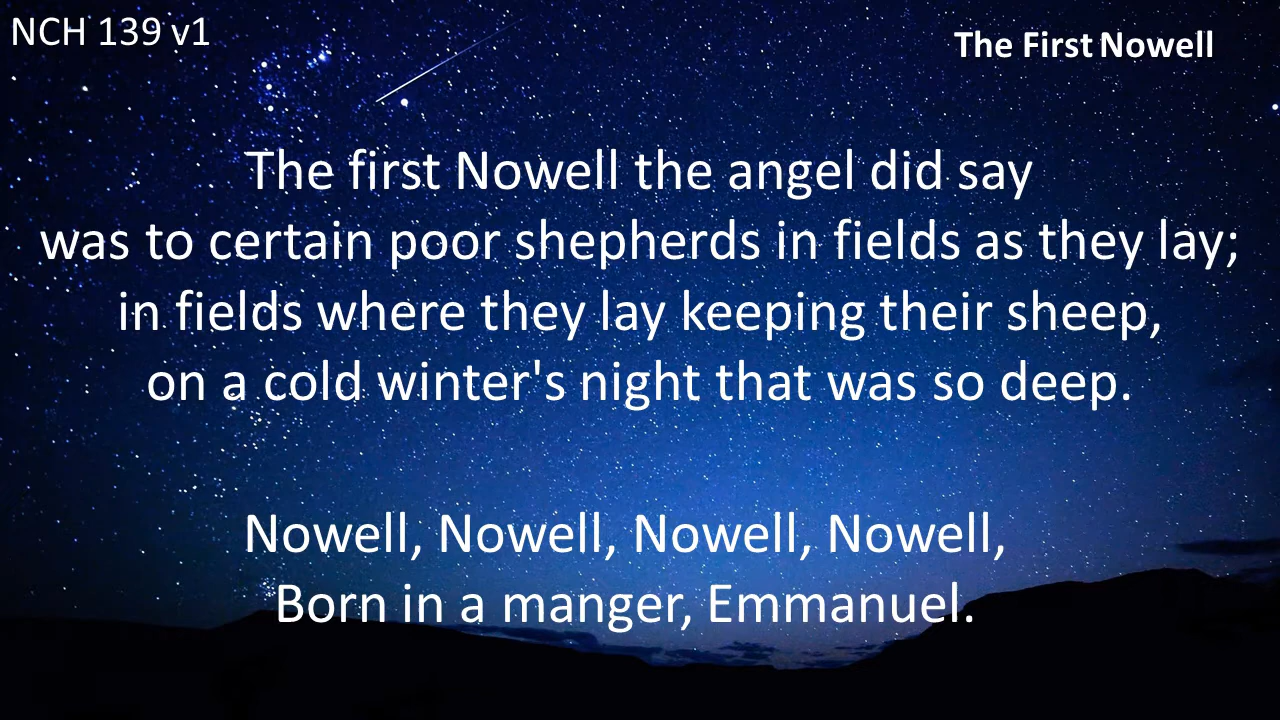 NCH 139 v1
The First Nowell
The first Nowell the angel did say
was to certain poor shepherds in fields as they lay;
in fields where they lay keeping their sheep,
on a cold winter's night that was so deep.
Nowell, Nowell, Nowell, Nowell,
Born in a manger, Emmanuel.